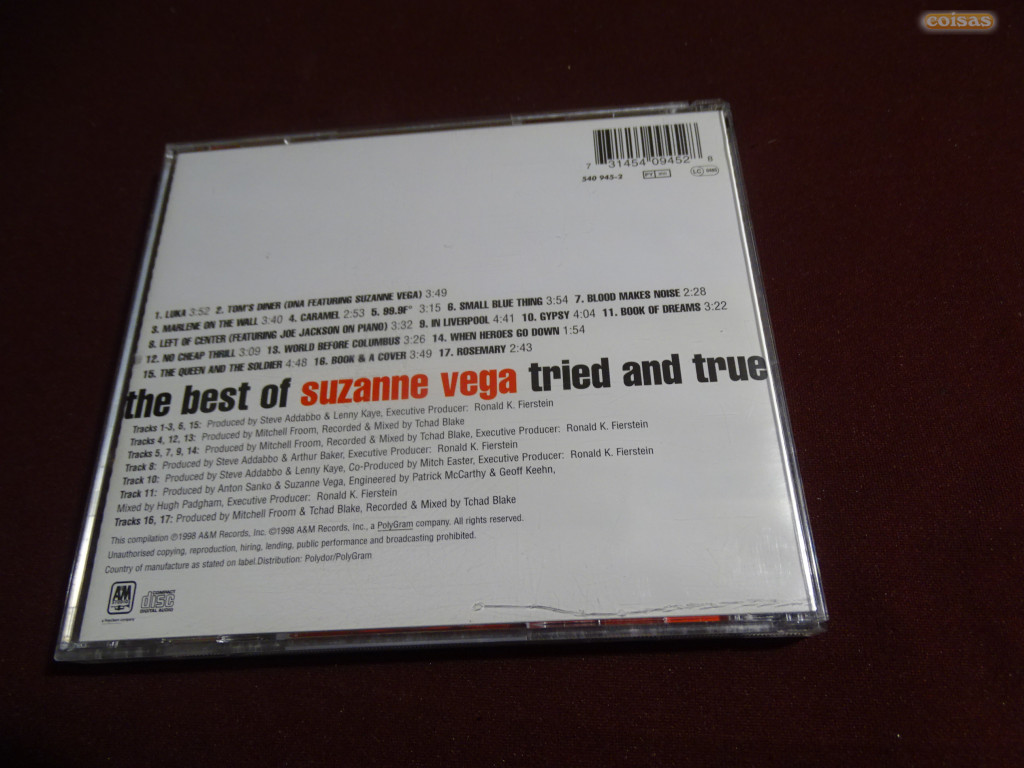 coisas
7 31454 09452 8
540 945-2
PY
LC
1. LUKA 3:52 2. TOM'S DINER (DNA FEATURING SUZANNE VEGA) 3:49
3. MARLENE ON THE WALL 3:40 4. CARAMEL 2:53 5. 99.9F° 3:15 6. SMALL BLUE THING 3:54 7. BLOOD MAKES NOISE 2:28
8. LEFT OF CENTER (FEATURING JOE JACKSON ON PIANO) 3:32 9. IN LIVERPOOL 4:41 10. GYPSY 4:04 11. BOOK OF DREAMS 3:22
12. NO CHEAP THRILL 3:09 13. WORLD BEFORE COLUMBUS 3:26 14. WHEN HEROES GO DOWN 1:54
15. THE QUEEN AND THE SOLDIER 4:48 16. BOOK & A COVER 3:49 17. ROSEMARY 2:43
the best of suzanne vega tried and true
Tracks 1-3, 6, 15: Produced by Steve Addabbo & Lenny Kaye, Executive Producer: Ronald K. Fierstein
Tracks 4, 12, 13: Produced by Mitchell Froom, Recorded & Mixed by Tchad Blake
Tracks 5, 7, 9, 14: Produced by Mitchell Froom, Recorded & Mixed by Tchad Blake, Executive Producer: Ronald K. Fierstein
Track 8: Produced by Steve Addabbo & Arthur Baker, Executive Producer: Ronald K. Fierstein
Track 10: Produced by Steve Addabbo & Lenny Kaye, Co-Produced by Mitch Easter, Executive Producer: Ronald K. Fierstein
Track 11: Produced by Anton Sanko & Suzanne Vega, Engineered by Patrick McCarthy & Geoff Keehn,
Mixed by Hugh Padgham, Executive Producer: Ronald K. Fierstein
Tracks 16, 17: Produced by Mitchell Froom & Tchad Blake, Recorded & Mixed by Tchad Blake
This compilation ℗1998 A&M Records, Inc. ©1998 A&M Records, Inc., a PolyGram company. All rights reserved.
Unauthorised copying, reproduction, hiring, lending, public performance and broadcasting prohibited.
Country of manufacture as stated on label.Distribution: Polydor/PolyGram
A&M RECORDS
COMPACT disc DIGITAL AUDIO
a PolyGram company